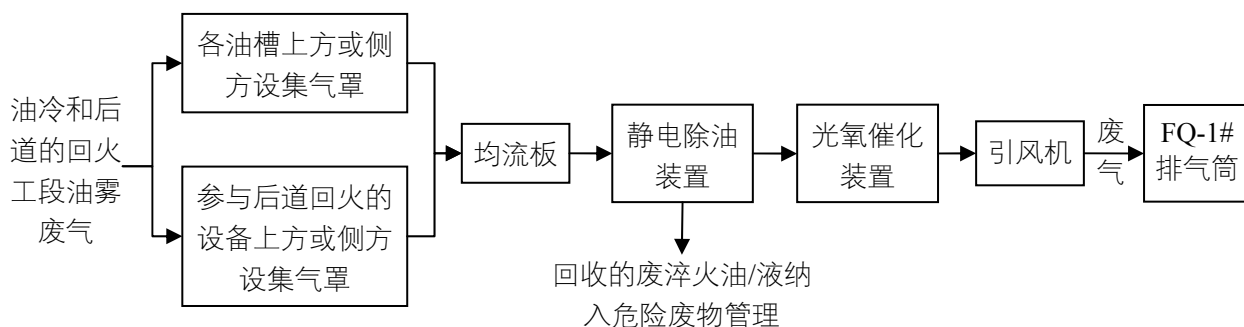 油冷和后
道的回火
工段油雾
废气
各油槽上方或侧
方设集气罩
参与后道回火的
设备上方或侧方
设集气罩
均流板
静电除油
装置
回收的废淬火油/液纳
入危险废物管理
光氧催化
装置
引风机
废
气
FQ-1#
排气筒